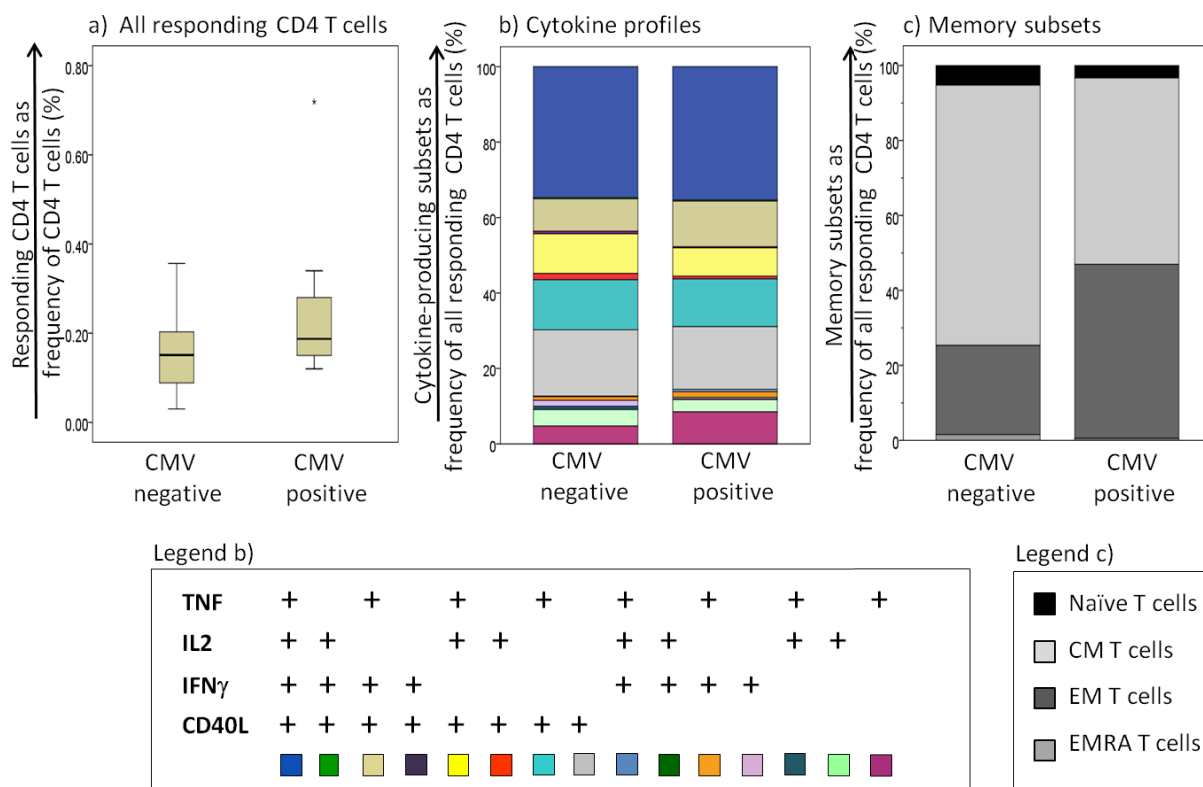 a) All responding CD4 T cells
Responding CD4 T cells as
frequency of CD4 T cells (%)
0.80
0.60
0.40
0.20
0.00
*
CMV
negative
CMV
positive
b) Cytokine profiles
Cytokine-producing subsets as
frequency of all responding CD4 T cells (%)
100
80
60
40
20
0
CMV
negative
CMV
positive
c) Memory subsets
Memory subsets as
frequency of all responding CD4 T cells (%)
100
80
60
40
20
0
CMV
negative
CMV
positive
Legend b)
TNF + + + + + + + +
IL2 + + + + + + + +
IFNγ + + + + + + + +
CD40L + + + + + + + +
Legend c)
Naïve T cells
CM T cells
EM T cells
EMRA T cells